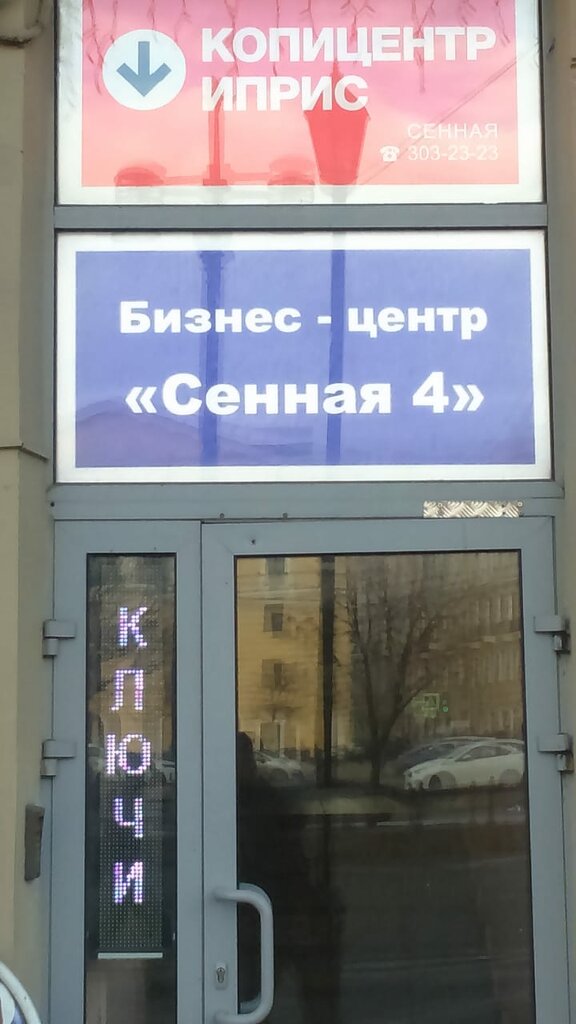 КОПИЦЕНТР
ИПРИС
СЕННАЯ
☎ 303-23-23
Бизнес - центр
«Сенная 4»
КЛЮЧИ